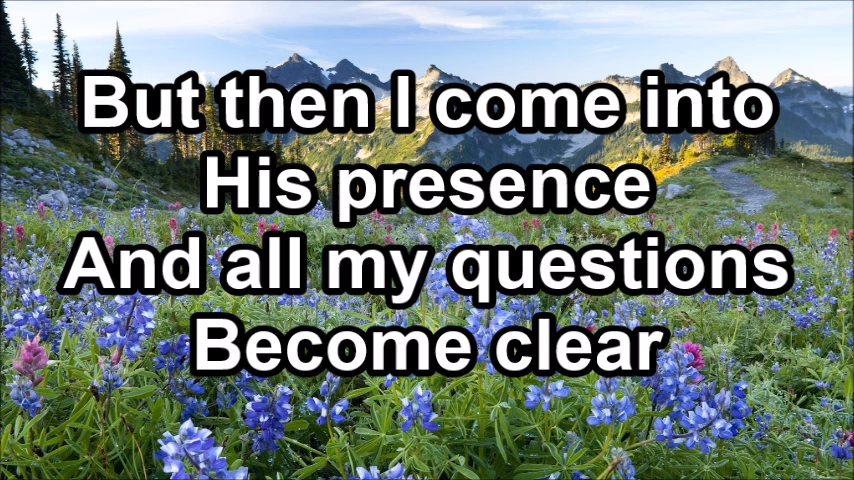 But then I come into
His presence
And all my questions
Become clear